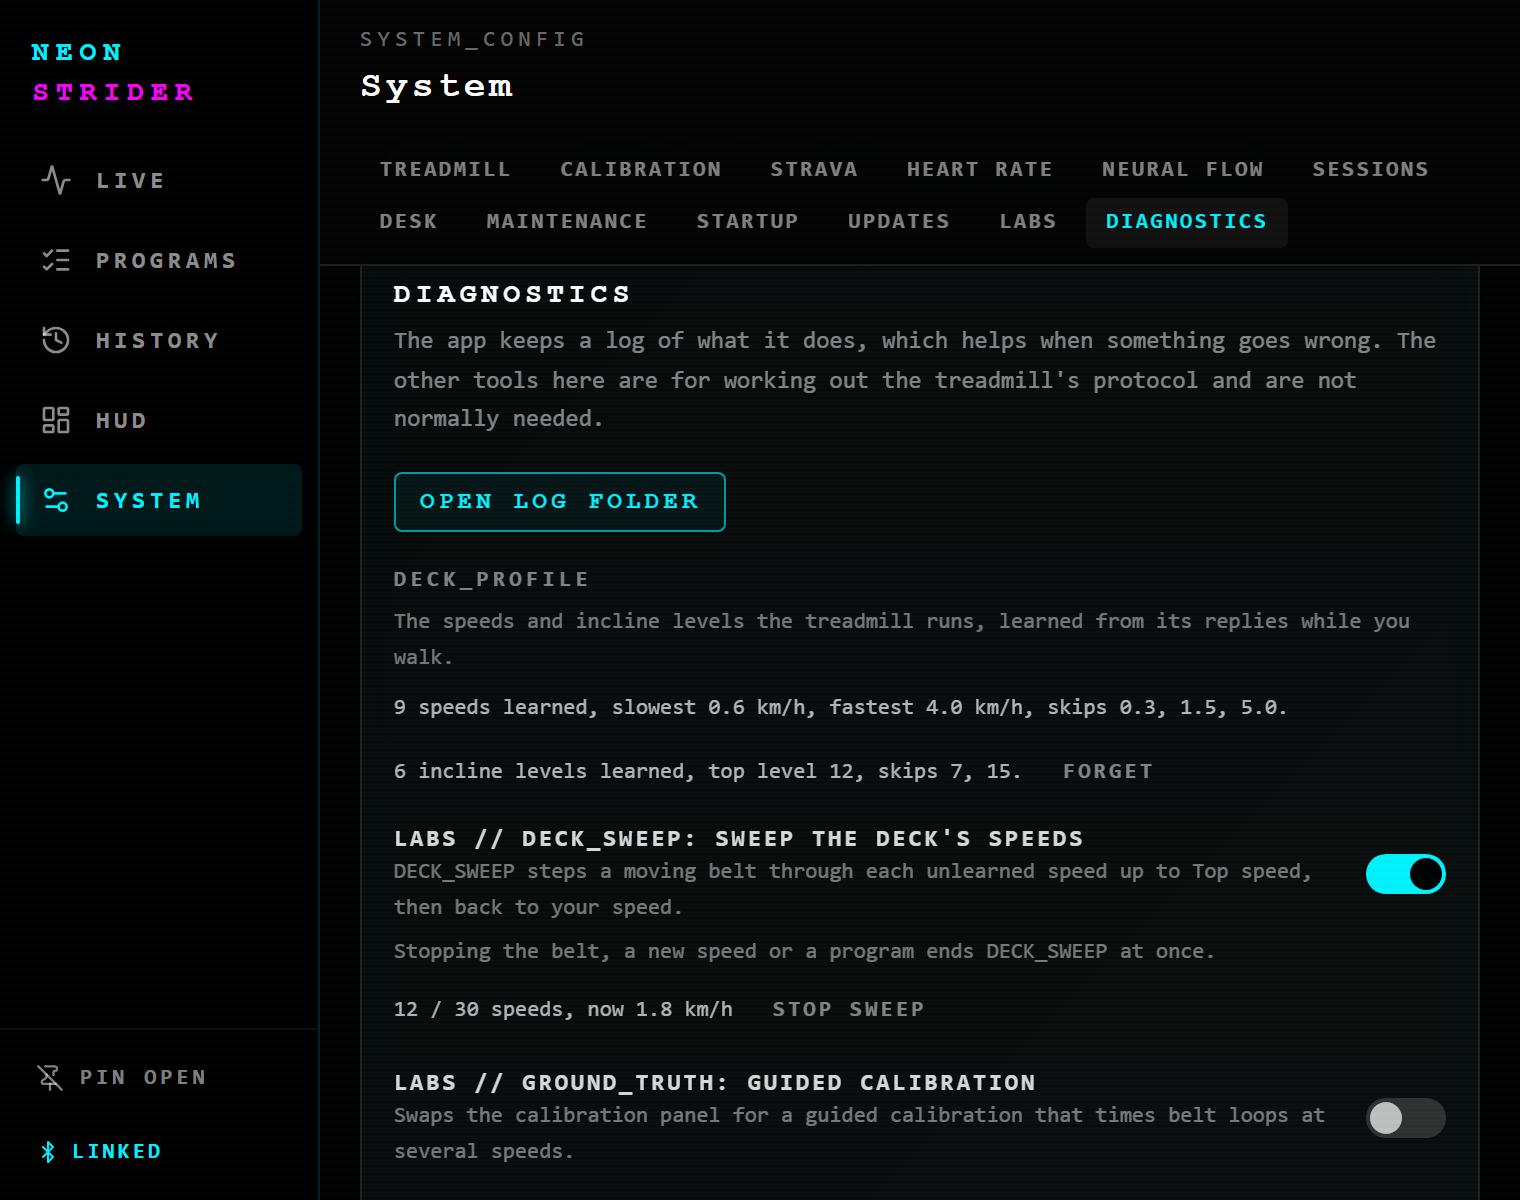 NEON
STRIDER
LIVE
PROGRAMS
HISTORY
HUD
SYSTEM
PIN OPEN
LINKED
SYSTEM_CONFIG
System
TREADMILL CALIBRATION STRAVA HEART RATE NEURAL FLOW SESSIONS
DESK MAINTENANCE STARTUP UPDATES LABS DIAGNOSTICS
DIAGNOSTICS
The app keeps a log of what it does, which helps when something goes wrong. The
other tools here are for working out the treadmill's protocol and are not
normally needed.
OPEN LOG FOLDER
DECK_PROFILE
The speeds and incline levels the treadmill runs, learned from its replies while you
walk.
9 speeds learned, slowest 0.6 km/h, fastest 4.0 km/h, skips 0.3, 1.5, 5.0.
6 incline levels learned, top level 12, skips 7, 15. FORGET
LABS // DECK_SWEEP: SWEEP THE DECK'S SPEEDS
DECK_SWEEP steps a moving belt through each unlearned speed up to Top speed,
then back to your speed.
Stopping the belt, a new speed or a program ends DECK_SWEEP at once.
12 / 30 speeds, now 1.8 km/h STOP SWEEP
LABS // GROUND_TRUTH: GUIDED CALIBRATION
Swaps the calibration panel for a guided calibration that times belt loops at
several speeds.